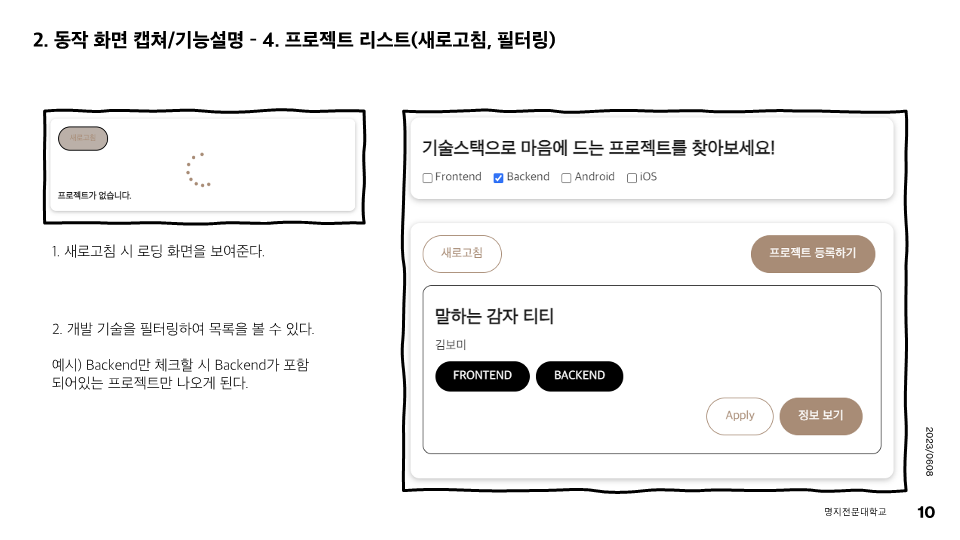 2. 동작 화면 캡쳐/기능설명 - 4. 프로젝트 리스트(새로고침, 필터링)
새로고침
프로젝트가 없습니다.
1. 새로고침 시 로딩 화면을 보여준다.
2. 개발 기술을 필터링하여 목록을 볼 수 있다.
예시) Backend만 체크할 시 Backend가 포함
되어있는 프로젝트만 나오게 된다.
기술스택으로 마음에 드는 프로젝트를 찾아보세요!
Frontend Backend Android iOS
새로고침 프로젝트 등록하기
말하는 감자 티티
김보미
FRONTEND BACKEND
Apply 정보 보기
2023/0608
명지전문대학교 10